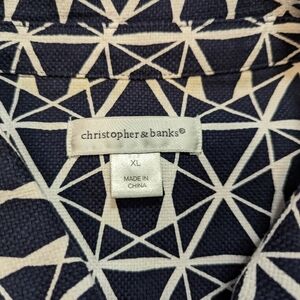 christopher & banks®
XL
MADE IN
CHINA